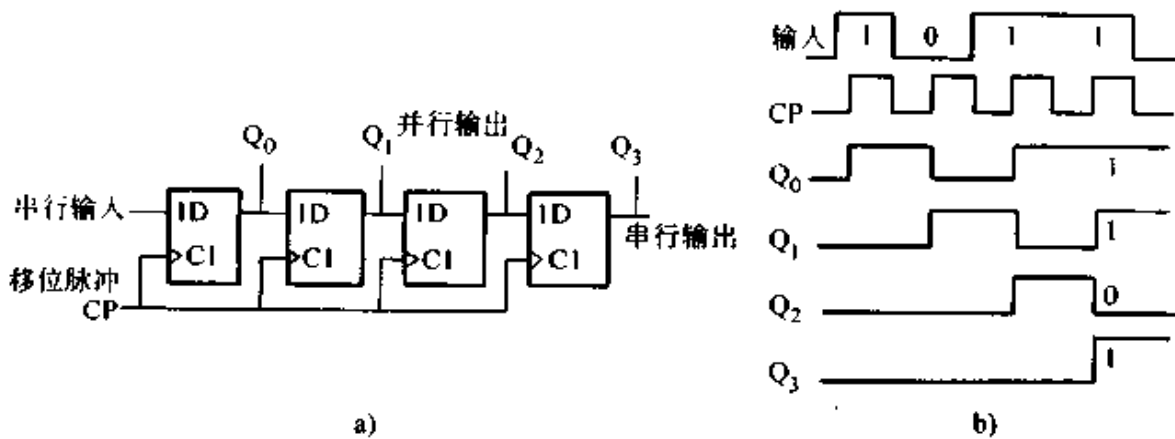 并行输出
Q0 Q1 Q2 Q3
串行输入 1D 1D 1D 1D
串行输出
C1 C1 C1 C1
移位脉冲
CP
a)
输入 1 0 1 1
CP
Q0 1
Q1 1
Q2 0
Q3 1
b)